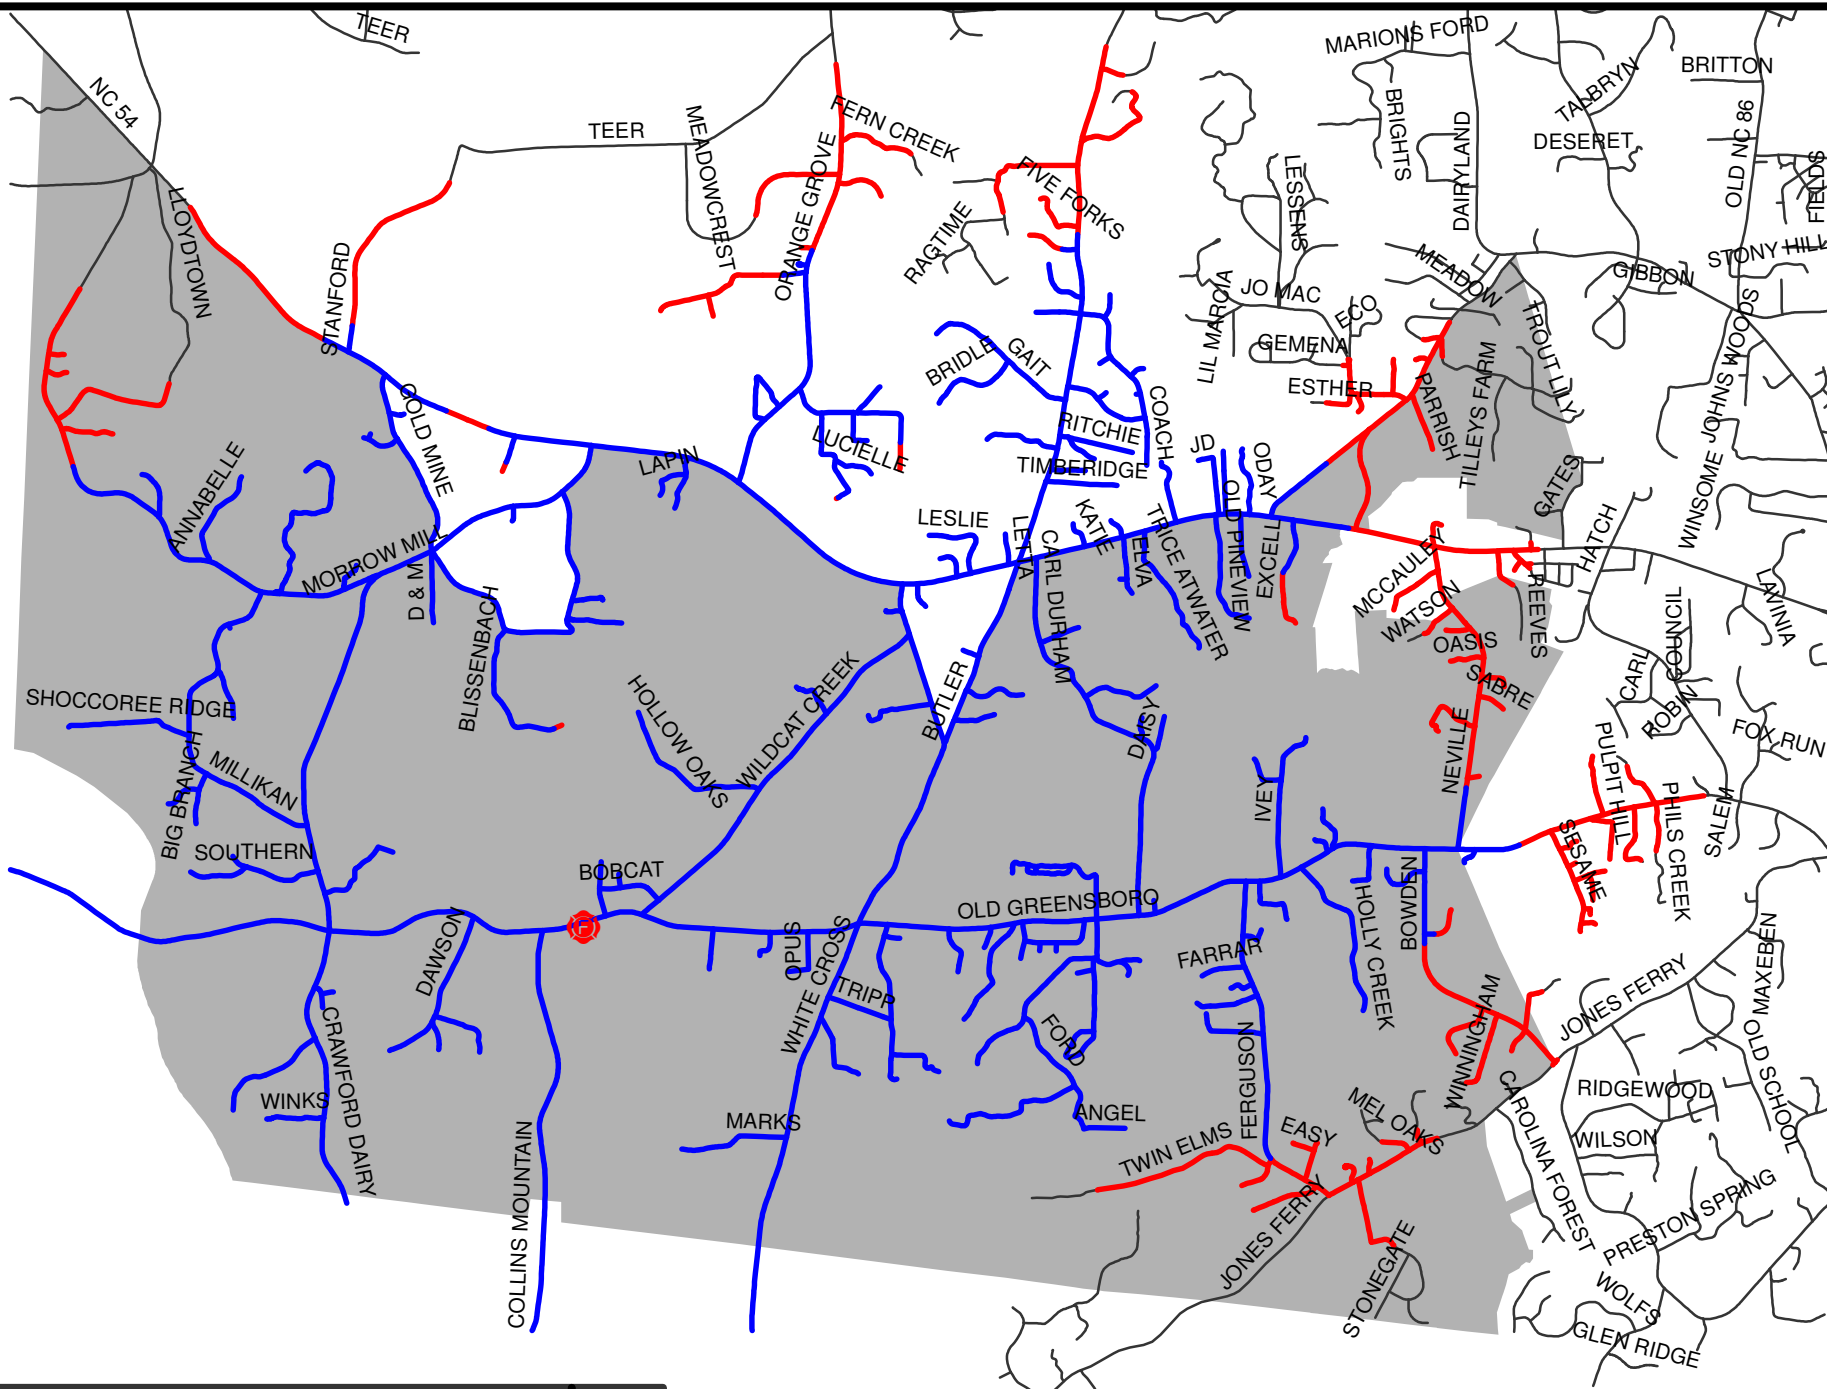 TEER
MARIONS FORD
BRITTON
NC 54
TALBRYN
BRIGHTS
OLD NC 86
FERN CREEK
TEER
MEADOWCREST
DAIRYLAND
DESERET
FIELDS
ORANGE GROVE
FIVE FORKS
LESSENS
LLOYDTOWN
RAGTIME
STONY HILL
STANFORD
MEADOW
GIBBON
JO MAC
LIL MARCIA
ECO
TROUT LILY
WINSOME JOHNS WOODS
GEMENA
BRIDLE
GAIT
ESTHER
PARRISH
TILLEYS FARM
GOLD MINE
COACH
RITCHIE
JD
ODAY
LUCIELLE
LAPIN
TIMBERIDGE
ANNABELLE
GATES
OLD PINEVIEW
HATCH
LESLIE
LETTA
KATIE
TRICE ATWATER
EXCELL
CARL DURHAM
ELVA
MORROW MILL
MCCAULEY
D & M
REEVES
LAVINIA
WATSON
COUNCIL
BLISSENBACH
OASIS
CARL
SABRE
ROBIN
SHOCCOREE RIDGE
HOLLOW OAKS
WILDCAT CREEK
BUTLER
DAISY
NEVILLE
FOX RUN
PULPIT HILL
BIG BRANCH
MILLIKAN
IVEY
PHILS CREEK
SALEM
SOUTHERN
SESAME
BOBCAT
BOWDEN
HOLLY CREEK
OLD GREENSBORO
F
DAWSON
OPUS
WHITE CROSS
FARRAR
OLD MAXEBEN
JONES FERRY
TRIPP
WINNINGHAM
CRAWFORD DAIRY
FORD
FERGUSON
OLD SCHOOL
CAROLINA FOREST
RIDGEWOOD
WINKS
MARKS
ANGEL
MEL OAKS
EASY
WILSON
TWIN ELMS
COLLINS MOUNTAIN
JONES FERRY
PRESTON SPRING
STONEGATE
WOLFS
GLEN RIDGE